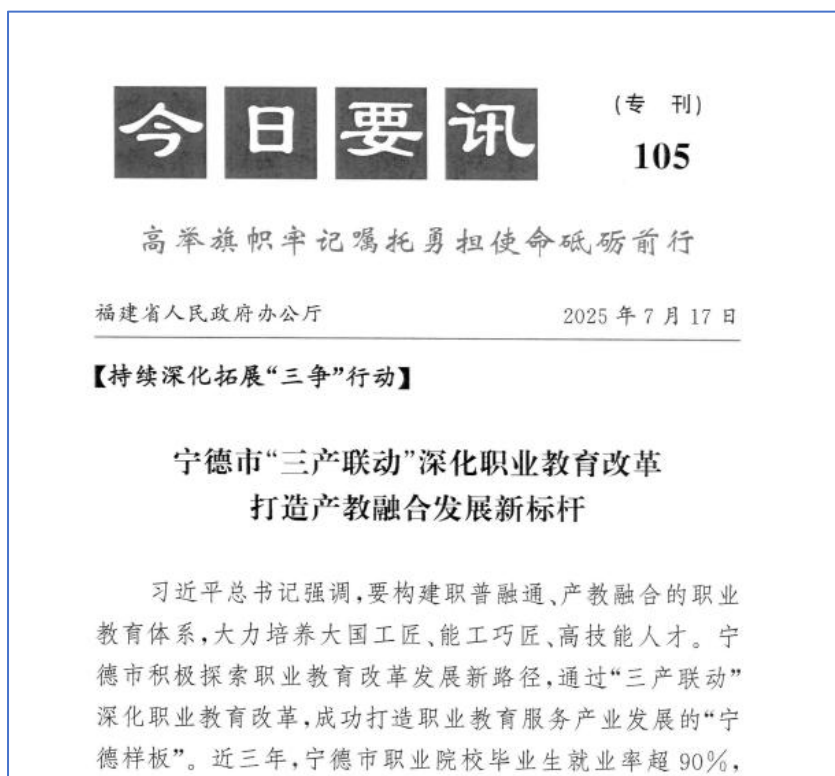 今日要讯
(专 刊)
105
高举旗帜牢记嘱托勇担使命砥砺前行
福建省人民政府办公厅 2025年7月17日
【持续深化拓展“三争”行动】
宁德市“三产联动”深化职业教育改革
打造产教融合发展新标杆
习近平总书记强调,要构建职普融通、产教融合的职业
教育体系,大力培养大国工匠、能工巧匠、高技能人才。宁
德市积极探索职业教育改革发展新路径,通过“三产联动”
深化职业教育改革,成功打造职业教育服务产业发展的“宁
德样板”。近三年,宁德市职业院校毕业生就业率超90%,